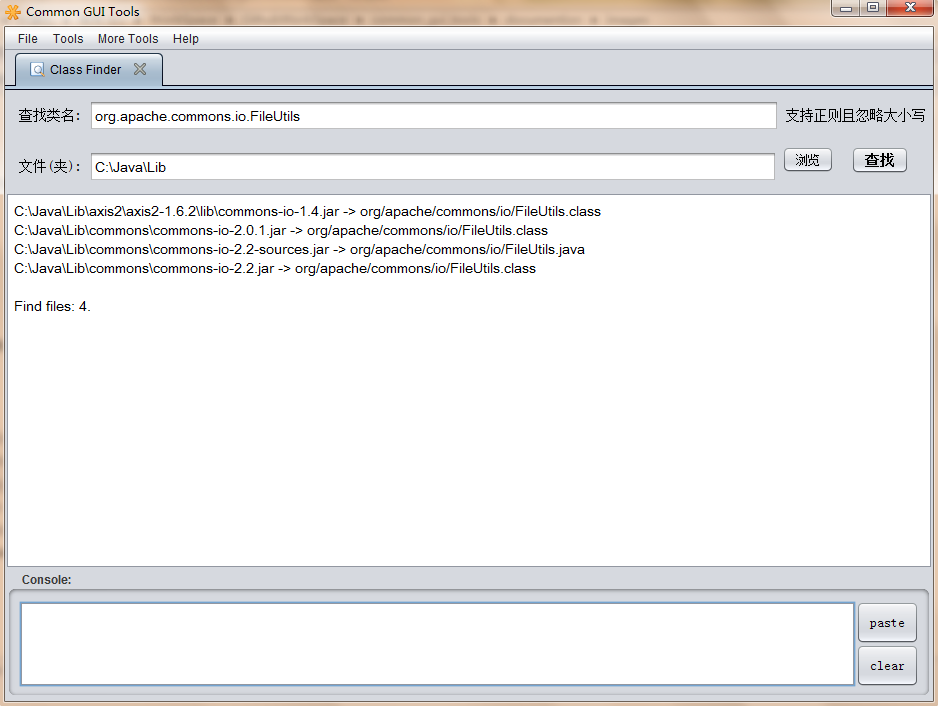 Common GUI Tools
File Tools More Tools Help
Class Finder
查找类名: org.apache.commons.io.FileUtils 支持正则且忽略大小写
文件(夹): C:\Java\Lib 浏览 查找
C:\Java\Lib\axis2\axis2-1.6.2\lib\commons-io-1.4.jar -> org/apache/commons/io/FileUtils.class
C:\Java\Lib\commons\commons-io-2.0.1.jar -> org/apache/commons/io/FileUtils.class
C:\Java\Lib\commons\commons-io-2.2-sources.jar -> org/apache/commons/io/FileUtils.java
C:\Java\Lib\commons\commons-io-2.2.jar -> org/apache/commons/io/FileUtils.class
Find files: 4.
Console:
paste
clear